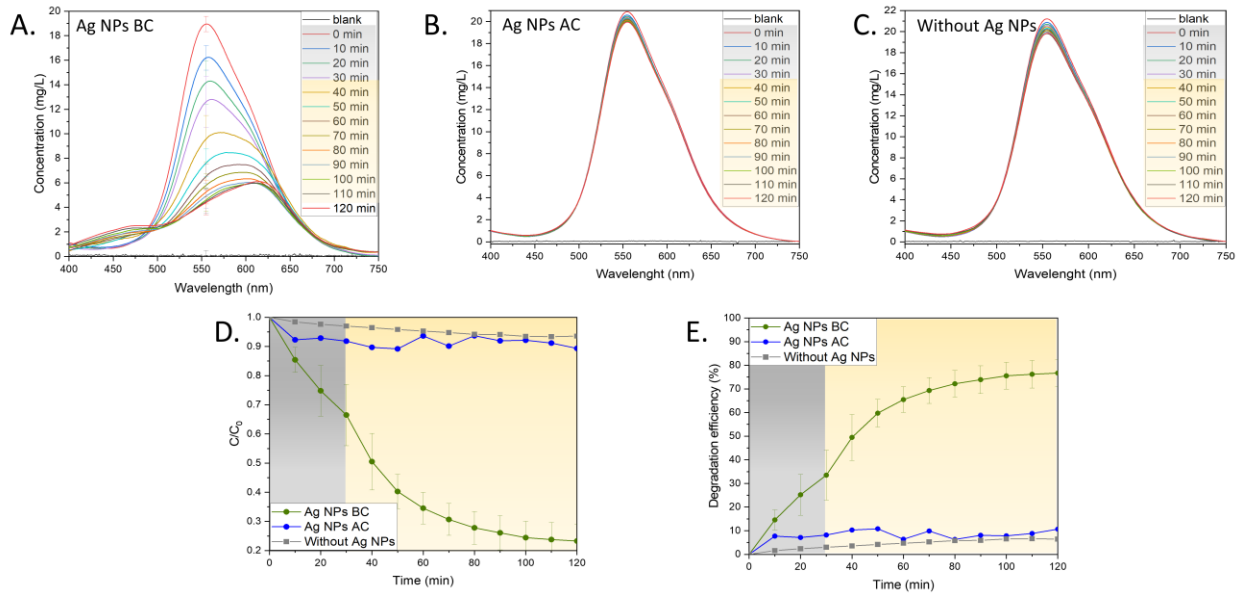 A.
Ag NPs BC
Concentration (mg/L)
22
20
18
16
14
12
10
8
6
4
2
0
400
450
500
550
600
650
700
750
Wavelength (nm)
blank
0 min
10 min
20 min
30 min
40 min
50 min
60 min
70 min
80 min
90 min
100 min
110 min
120 min
B.
Ag NPs AC
Concentration (mg/L)
20
18
16
14
12
10
8
6
4
2
0
400
450
500
550
600
650
700
750
Wavelenght (nm)
blank
0 min
10 min
20 min
30 min
40 min
50 min
60 min
70 min
80 min
90 min
100 min
110 min
120 min
C.
Without Ag NPs
Concentration (mg/L)
22
20
18
16
14
12
10
8
6
4
2
0
400
450
500
550
600
650
700
750
Wavelength (nm)
blank
0 min
10 min
20 min
30 min
40 min
50 min
60 min
70 min
80 min
90 min
100 min
110 min
120 min
D.
C/C0
1.0
0.9
0.8
0.7
0.6
0.5
0.4
0.3
0.2
0
20
40
60
80
100
120
Time (min)
Ag NPs BC
Ag NPs AC
Without Ag NPs
E.
Degradation efficiency (%)
100
90
80
70
60
50
40
30
20
10
0
0
20
40
60
80
100
120
Time (min)
Ag NPs BC
Ag NPs AC
Without Ag NPs